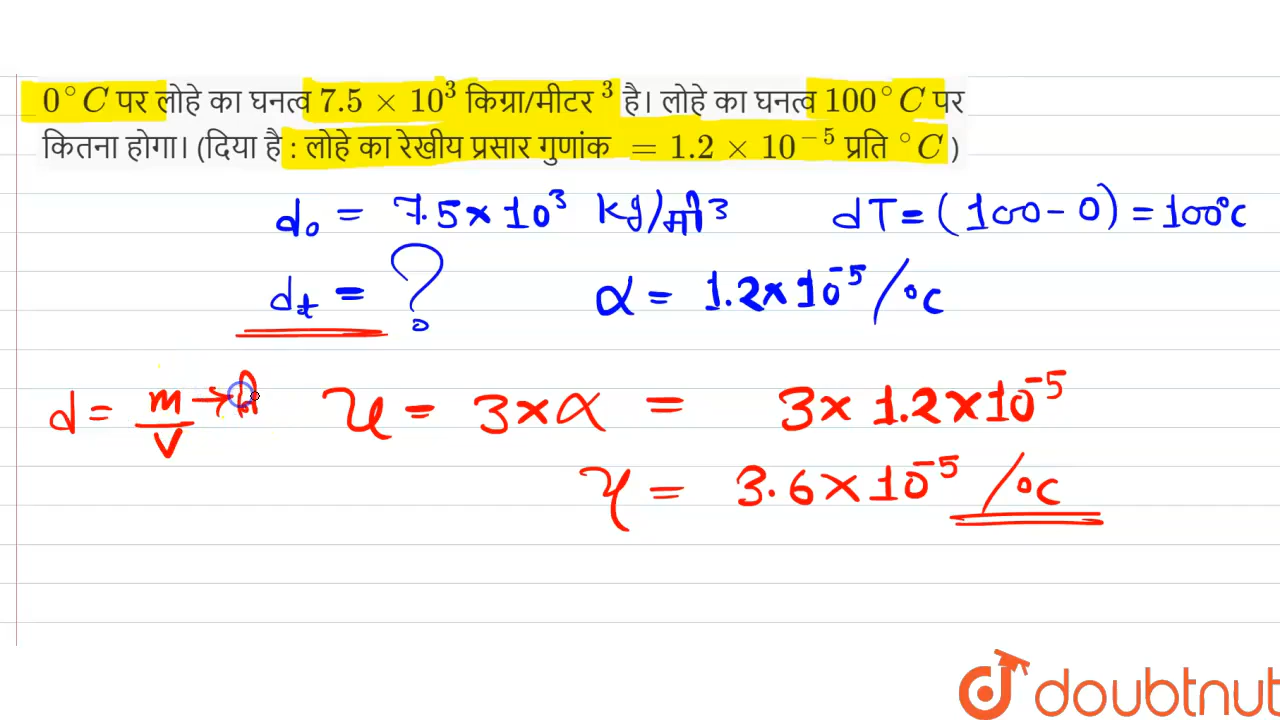 0°C पर लोहे का घनत्व 7.5 × 10³ किग्रा/मीटर ³ है। लोहे का घनत्व 100°C पर
कितना होगा। (दिया है : लोहे का रेखीय प्रसार गुणांक = 1.2 × 10⁻⁵ प्रति °C )
d₀ = 7.5×10³ kg/मी³ dT = (100-0) = 100°C
dₜ = ? α = 1.2×10⁻⁵ /°C
d = m/V → γ = 3×α = 3×1.2×10⁻⁵
γ = 3.6×10⁻⁵ /°C
doubtnut